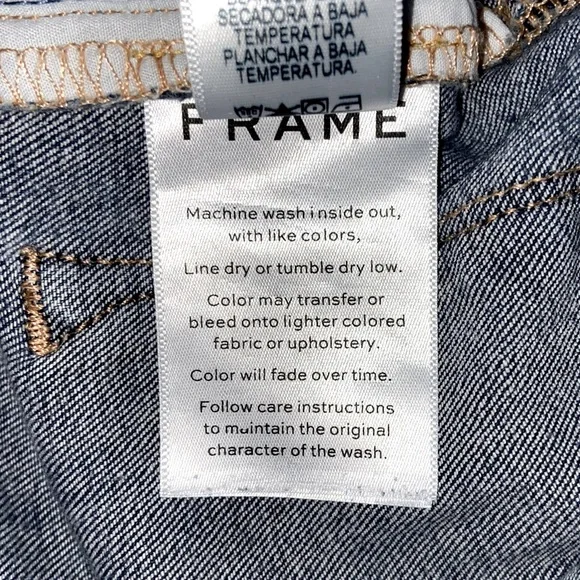 SECADORA A BAJA
TEMPERATURA
PLANCHAR A BAJA
TEMPERATURA.
FRAME
Machine wash inside out,
with like colors,
Line dry or tumble dry low.
Color may transfer or
bleed onto lighter colored
fabric or upholstery.
Color will fade over time.
Follow care instructions
to maintain the original
character of the wash.